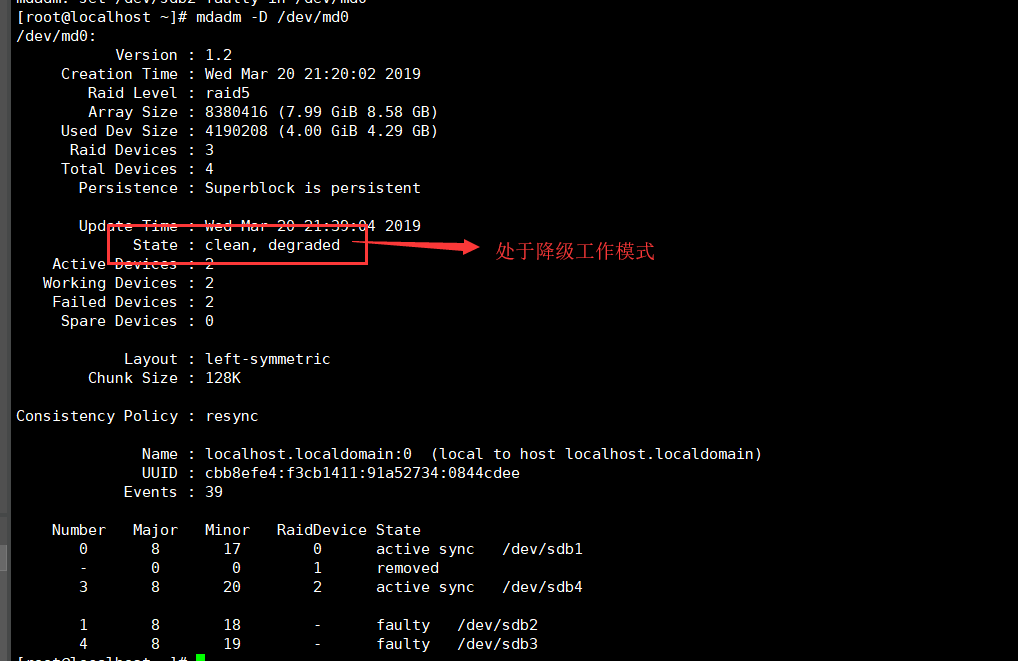 mdadm: set /dev/sdb2 faulty in /dev/md0
[root@localhost ~]# mdadm -D /dev/md0
/dev/md0:
Version : 1.2
Creation Time : Wed Mar 20 21:20:02 2019
Raid Level : raid5
Array Size : 8380416 (7.99 GiB 8.58 GB)
Used Dev Size : 4190208 (4.00 GiB 4.29 GB)
Raid Devices : 3
Total Devices : 4
Persistence : Superblock is persistent
Update Time : Wed Mar 20 21:39:04 2019
State : clean, degraded
处于降级工作模式
Active Devices : 2
Working Devices : 2
Failed Devices : 2
Spare Devices : 0
Layout : left-symmetric
Chunk Size : 128K
Consistency Policy : resync
Name : localhost.localdomain:0 (local to host localhost.localdomain)
UUID : cbb8efe4:f3cb1411:91a52734:0844cdee
Events : 39
Number Major Minor RaidDevice State
0 8 17 0 active sync /dev/sdb1
- 0 0 1 removed
3 8 20 2 active sync /dev/sdb4
1 8 18 - faulty /dev/sdb2
4 8 19 - faulty /dev/sdb3
[root@localhost ~]#